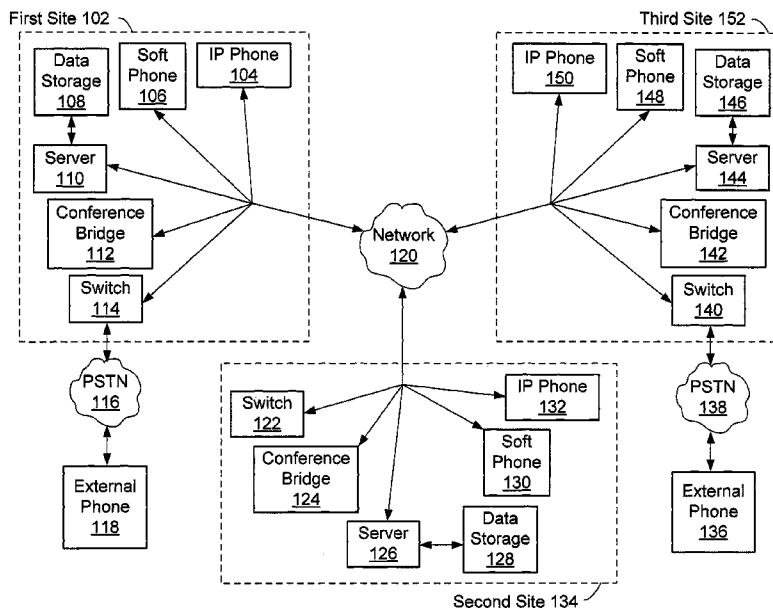 First Site 102
Data
Storage
108
Soft
Phone
106
IP Phone
104
Server
110
Conference
Bridge
112
Switch
114
PSTN
116
External
Phone
118
Network
120
Third Site 152
IP Phone
150
Soft
Phone
148
Data
Storage
146
Server
144
Conference
Bridge
142
Switch
140
PSTN
138
External
Phone
136
Switch
122
Conference
Bridge
124
Server
126
Data
Storage
128
Soft
Phone
130
IP Phone
132
Second Site 134